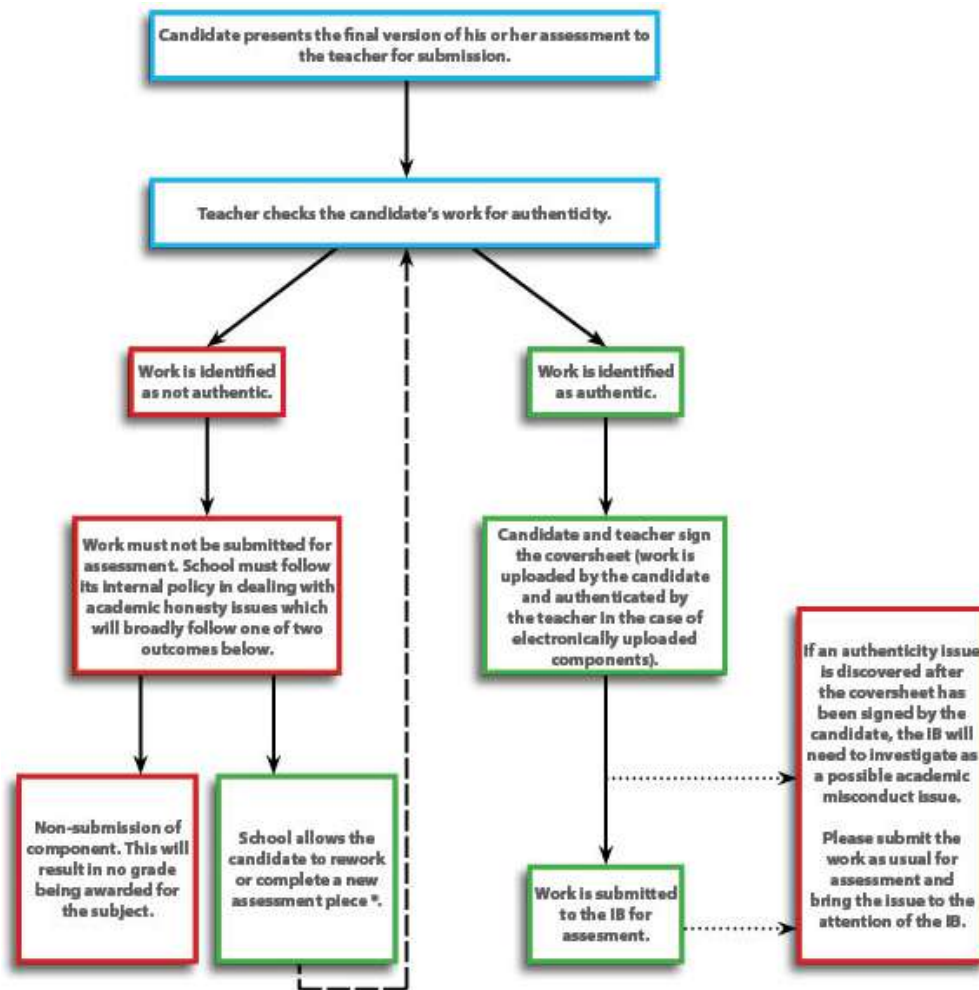 Candidate presents the final version of his or her assessment to
the teacher for submission.
Teacher checks the candidate's work for authenticity.
Work is identified
as not authentic.
Work is identified
as authentic.
Work must not be submitted for
assessment. School must follow
its internal policy in dealing with
academic honesty issues which
will broadly follow one of two
outcomes below.
Candidate and teacher sign
the coversheet (work is
uploaded by the candidate
and authenticated by
the teacher in the case of
electronically uploaded
components).
If an authenticity issue
is discovered after
the coversheet has
been signed by the
candidate, the IB will
need to investigate as
a possible academic
misconduct issue.
Please submit the
work as usual for
assessment and
bring the issue to the
attention of the IB.
Non-submission of
component. This will
result in no grade
being awarded for
the subject.
School allows the
candidate to rework
or complete a new
assessment piece *.
Work is submitted
to the IB for
assesment.